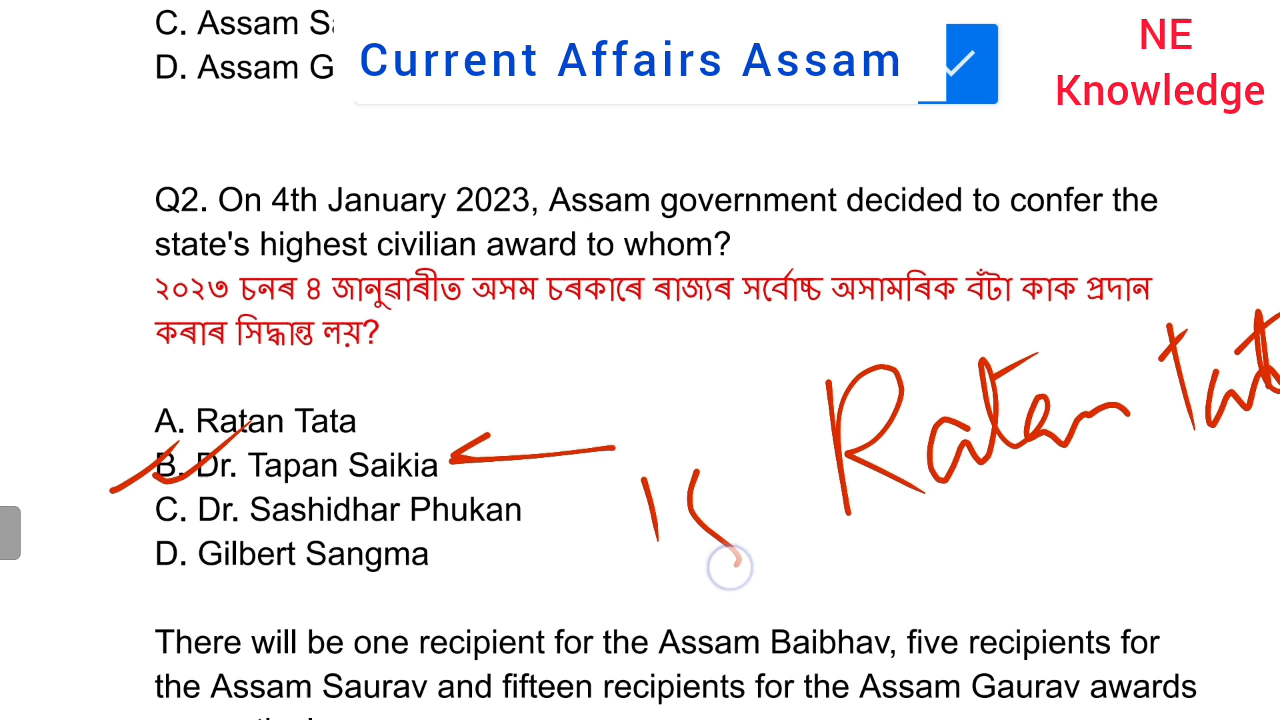 C. Assam Sa
D. Assam G
Current Affairs Assam
NE
Knowledge
Q2. On 4th January 2023, Assam government decided to confer the
state's highest civilian award to whom?
২০২৩ চনৰ ৪ জানুৱাৰীত অসম চৰকাৰে ৰাজ্যৰ সৰ্বোচ্চ অসামৰিক বঁটা কাক প্ৰদান
কৰাৰ সিদ্ধান্ত লয়?
Ratan Tat
A. Ratan Tata
B. Dr. Tapan Saikia
C. Dr. Sashidhar Phukan
D. Gilbert Sangma
There will be one recipient for the Assam Baibhav, five recipients for
the Assam Saurav and fifteen recipients for the Assam Gaurav awards